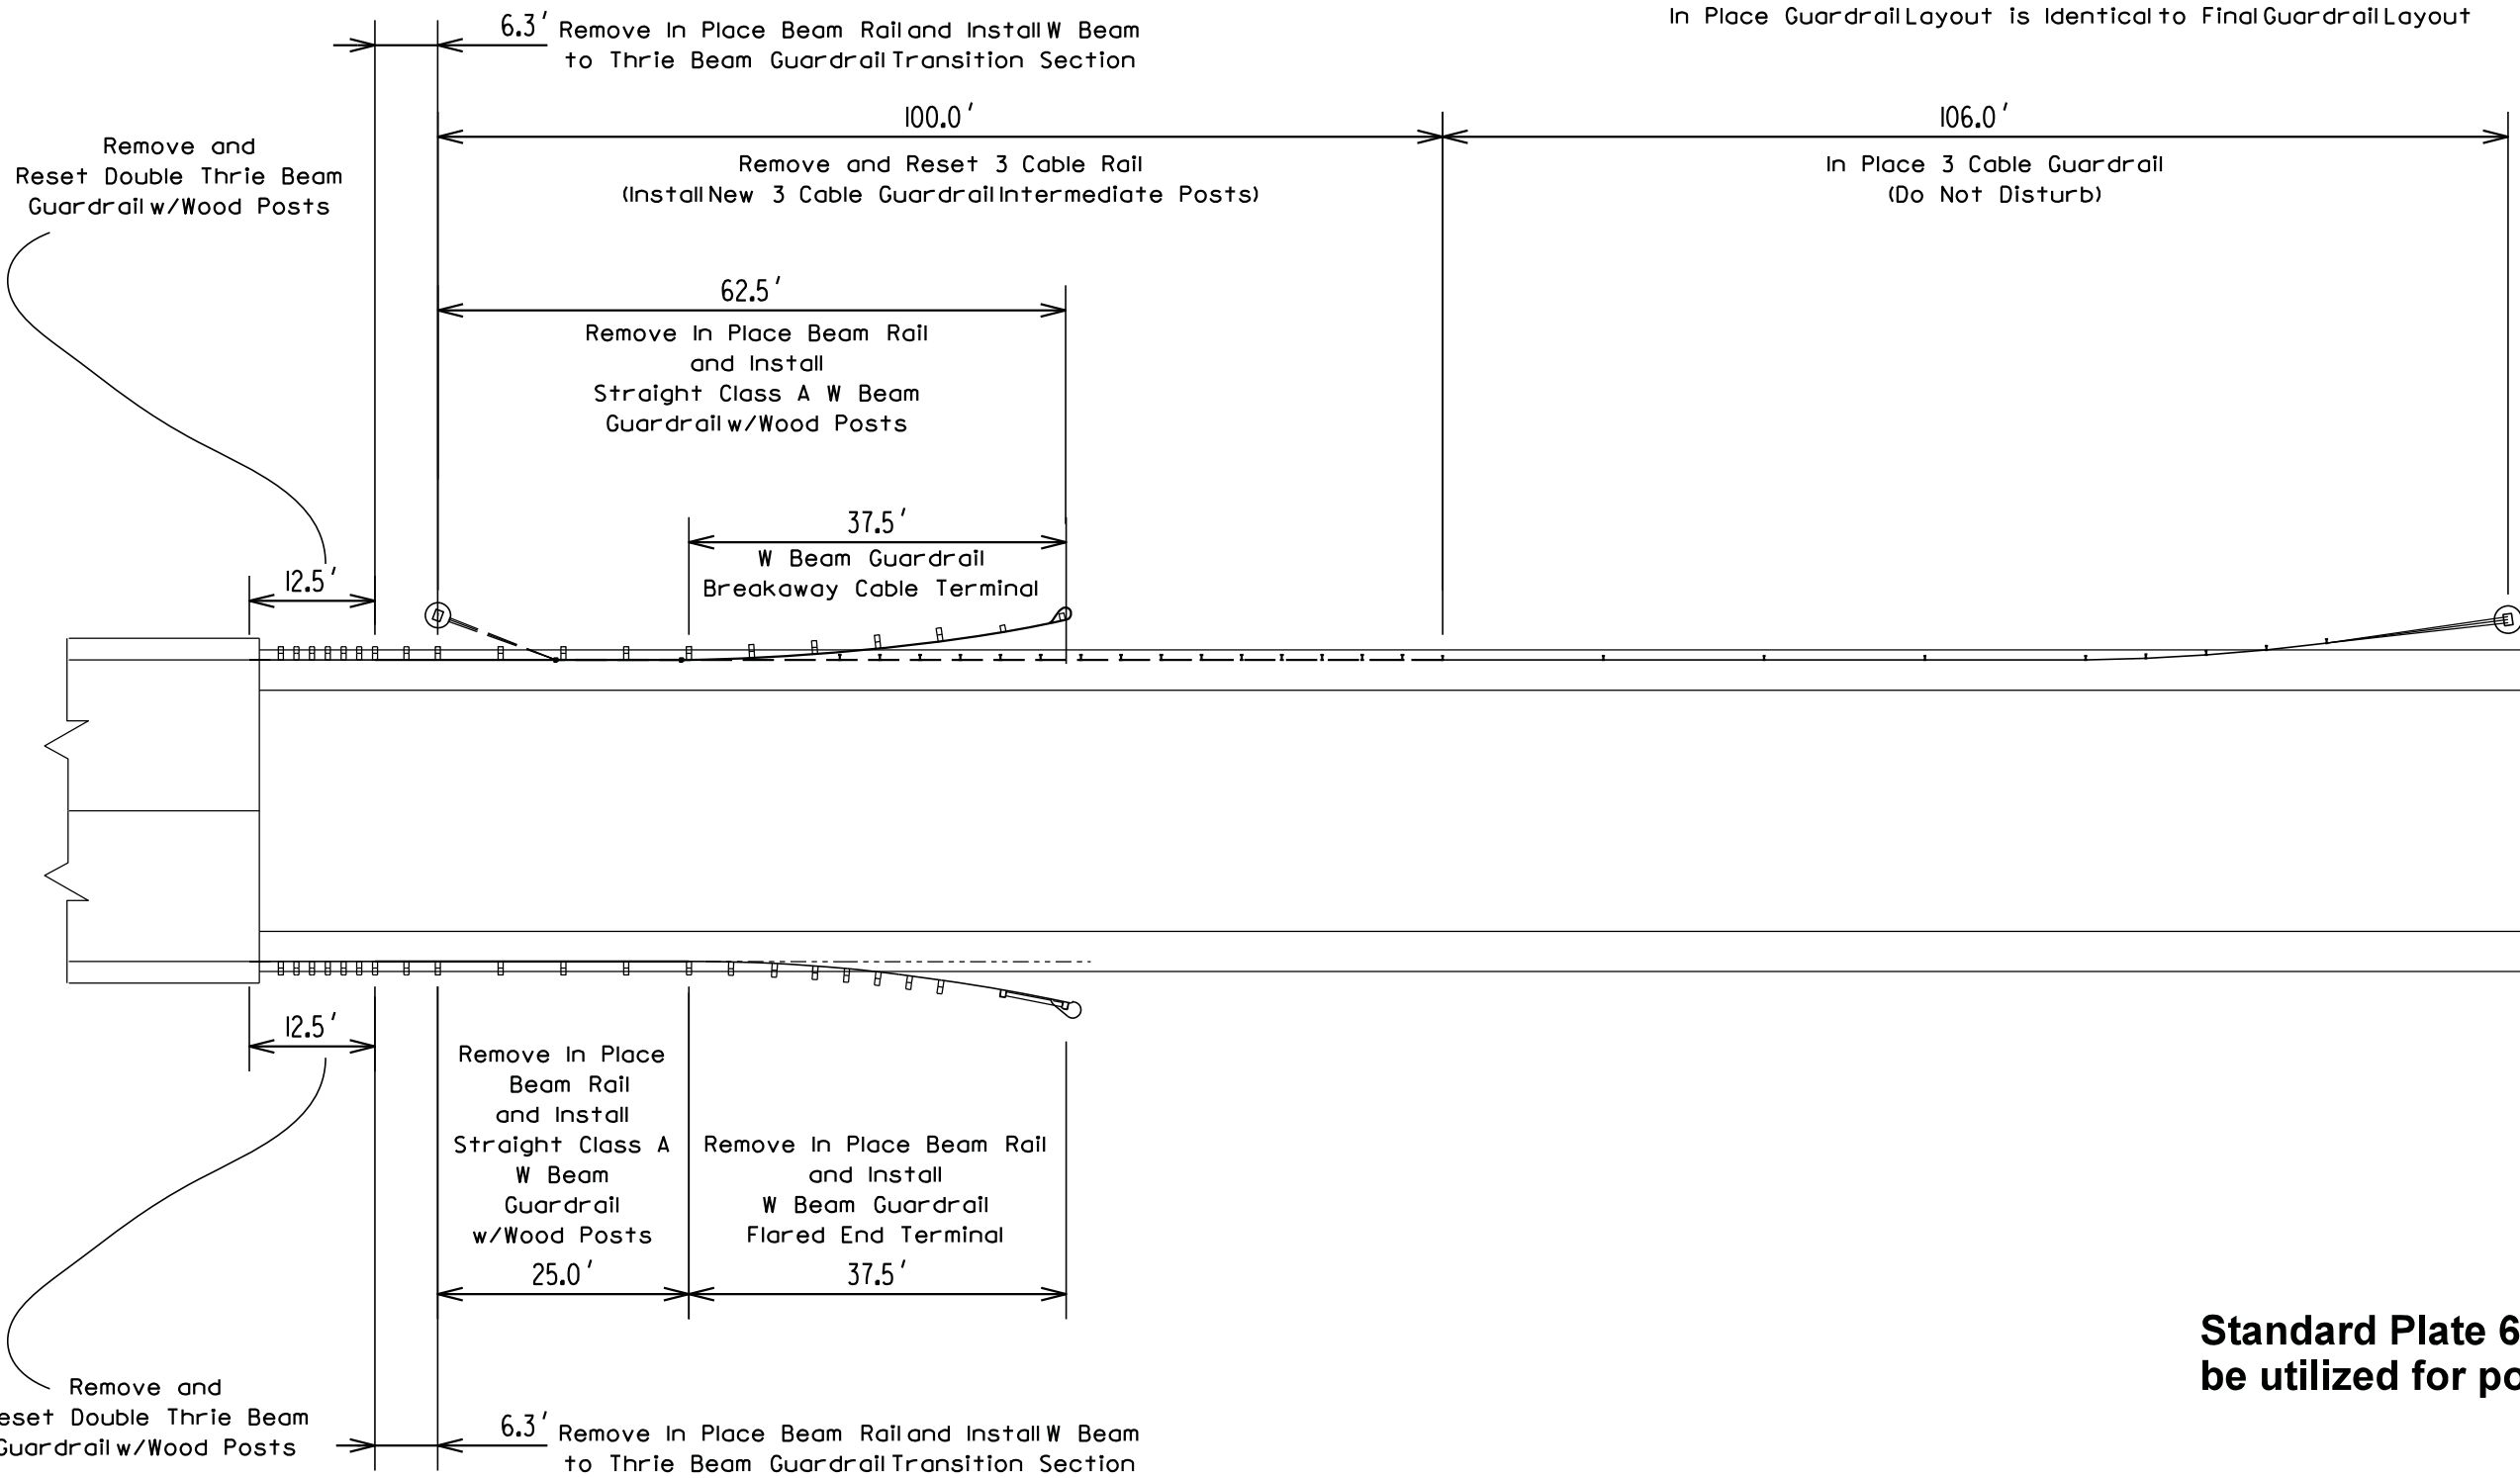 In Place Guardrail Layout is Identical to Final Guardrail Layout
6.3' Remove In Place Beam Rail and Install W Beam
to Thrie Beam Guardrail Transition Section
100.0'
106.0'
Remove and
Reset Double Thrie Beam
Guardrail w/Wood Posts
Remove and Reset 3 Cable Rail
(Install New 3 Cable Guardrail Intermediate Posts)
In Place 3 Cable Guardrail
(Do Not Disturb)
62.5'
Remove In Place Beam Rail
and Install
Straight Class A W Beam
Guardrail w/Wood Posts
37.5'
W Beam Guardrail
Breakaway Cable Terminal
12.5'
12.5'
Remove In Place
Beam Rail
and Install
Straight Class A
W Beam
Guardrail
w/Wood Posts
25.0'
Remove In Place Beam Rail
and Install
W Beam Guardrail
Flared End Terminal
37.5'
Standard Plate 6
be utilized for po
Remove and
eset Double Thrie Beam
Guardrail w/Wood Posts
6.3' Remove In Place Beam Rail and Install W Beam
to Thrie Beam Guardrail Transition Section